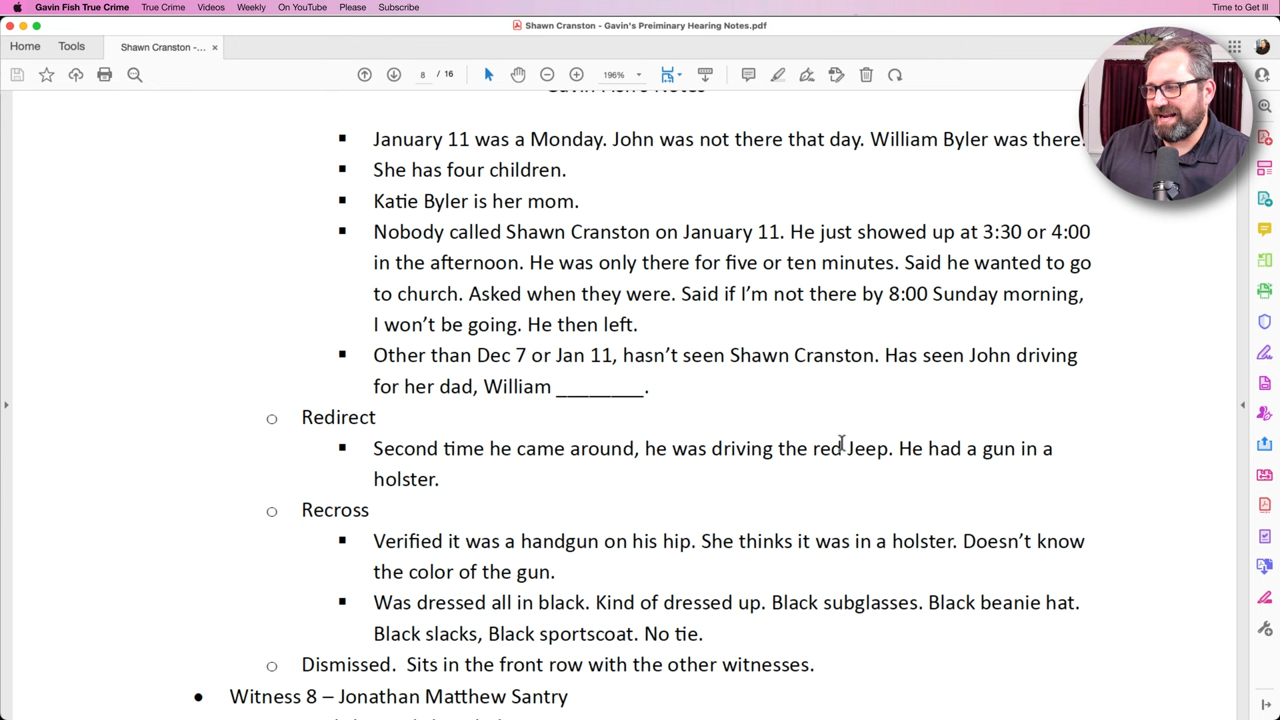 Gavin Fish True Crime True Crime Videos Weekly On YouTube Please Subscribe Time to Get Ill
Shawn Cranston - Gavin's Preiminary Hearing Notes.pdf
Home Tools Shawn Cranston -... ×
8 / 16 196%
Gavin Fish's Notes
▪ January 11 was a Monday. John was not there that day. William Byler was there.
▪ She has four children.
▪ Katie Byler is her mom.
▪ Nobody called Shawn Cranston on January 11. He just showed up at 3:30 or 4:00
in the afternoon. He was only there for five or ten minutes. Said he wanted to go
to church. Asked when they were. Said if I'm not there by 8:00 Sunday morning,
I won't be going. He then left.
▪ Other than Dec 7 or Jan 11, hasn't seen Shawn Cranston. Has seen John driving
for her dad, William ________.
o Redirect
▪ Second time he came around, he was driving the red Jeep. He had a gun in a
holster.
o Recross
▪ Verified it was a handgun on his hip. She thinks it was in a holster. Doesn't know
the color of the gun.
▪ Was dressed all in black. Kind of dressed up. Black subglasses. Black beanie hat.
Black slacks, Black sportscoat. No tie.
o Dismissed. Sits in the front row with the other witnesses.
• Witness 8 – Jonathan Matthew Santry